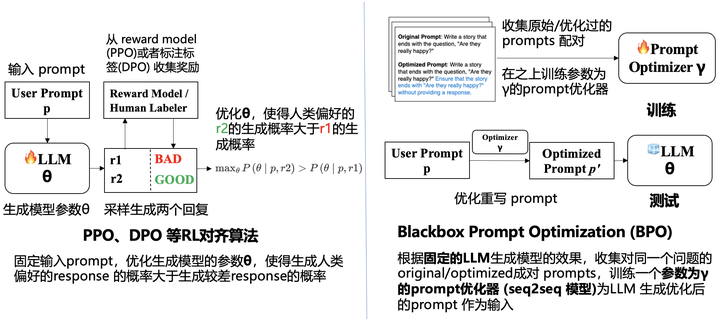 从 reward model
(PPO)或者标注标
签(DPO) 收集奖励
输入 prompt
User Prompt
p
Reward Model /
Human Labeler
优化θ，使得人类偏好的
r2的生成概率大于r1的生
成概率
LLM
θ
r1 BAD
r2 GOOD
maxθ P(θ | p, r2) > P(θ | p, r1)
生成模型参数θ
采样生成两个回复
PPO、DPO 等RL对齐算法
固定输入prompt，优化生成模型的参数θ，使得生成人类
偏好的response 的概率大于生成较差response的概率
Original Prompt: Write a story that
ends with the question, "Are they
really happy?"
Optimized Prompt: Write a story
that ends with the question, "Are they
really happy?" Ensure that the story
ends with "Are they really happy?"
without providing a response.
收集原始/优化过的
prompts 配对
在之上训练参数为
γ的prompt优化器
Prompt
Optimizer γ
训练
User Prompt
p
Optimizer
γ
Optimized
Prompt p'
LLM
θ
优化重写 prompt
测试
Blackbox Prompt Optimization (BPO)
根据固定的LLM生成模型的效果，收集对同一个问题的
original/optimized成对 prompts，训练一个参数为γ
的prompt优化器 (seq2seq 模型)为LLM 生成优化后
的prompt 作为输入